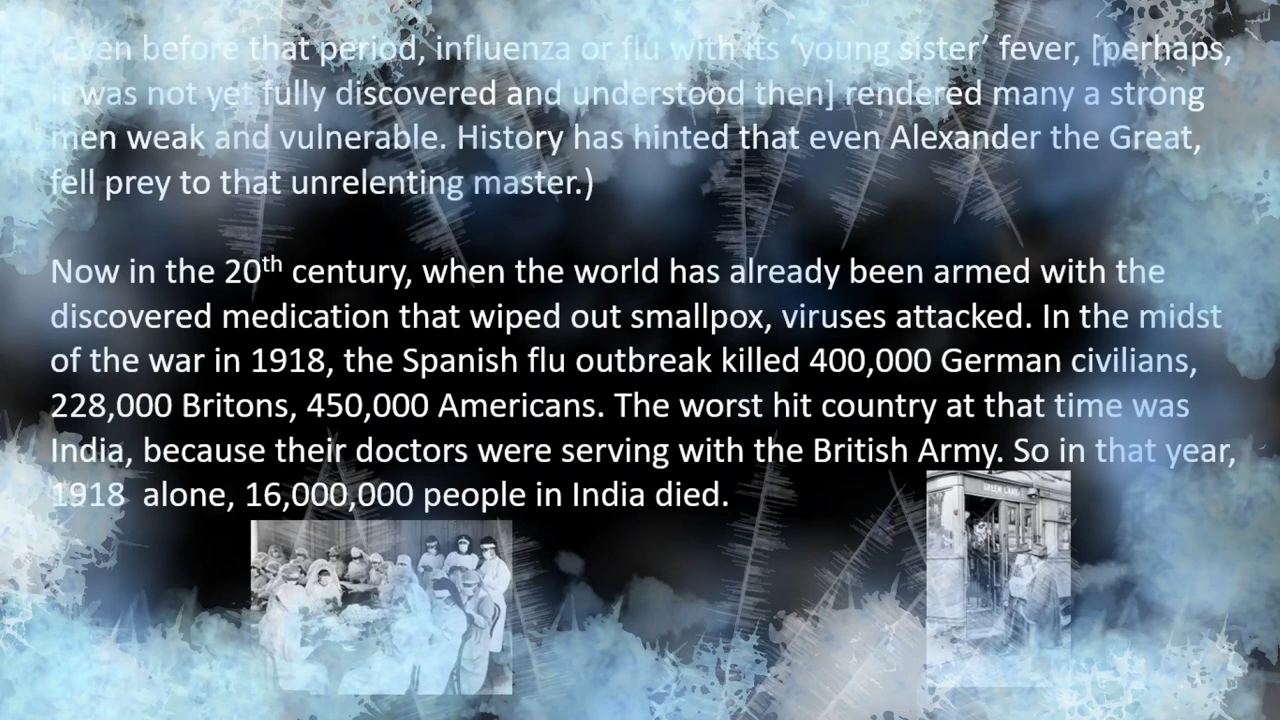 (Even before that period, influenza or flu with its ‘young sister’ fever, [perhaps,
it was not yet fully discovered and understood then] rendered many a strong
men weak and vulnerable. History has hinted that even Alexander the Great,
fell prey to that unrelenting master.)
Now in the 20th century, when the world has already been armed with the
discovered medication that wiped out smallpox, viruses attacked. In the midst
of the war in 1918, the Spanish flu outbreak killed 400,000 German civilians,
228,000 Britons, 450,000 Americans. The worst hit country at that time was
India, because their doctors were serving with the British Army. So in that year,
1918  alone, 16,000,000 people in India died.